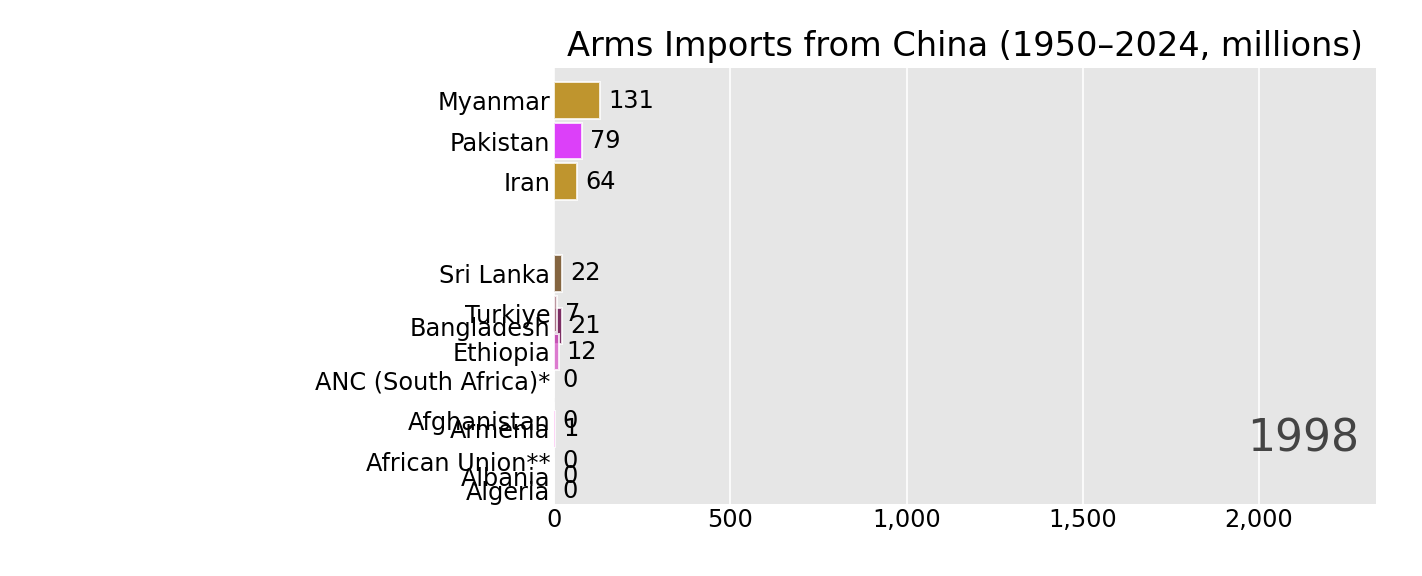 Arms Imports from China (1950–2024, millions)
Myanmar 131
Pakistan 79
Iran 64
Sri Lanka 22
Turkiye 7
Bangladesh 21
Ethiopia 12
ANC (South Africa)* 0
Afghanistan 0
Armenia 1
African Union** 0
Albania 0
Algeria 0
1998
0 500 1,000 1,500 2,000